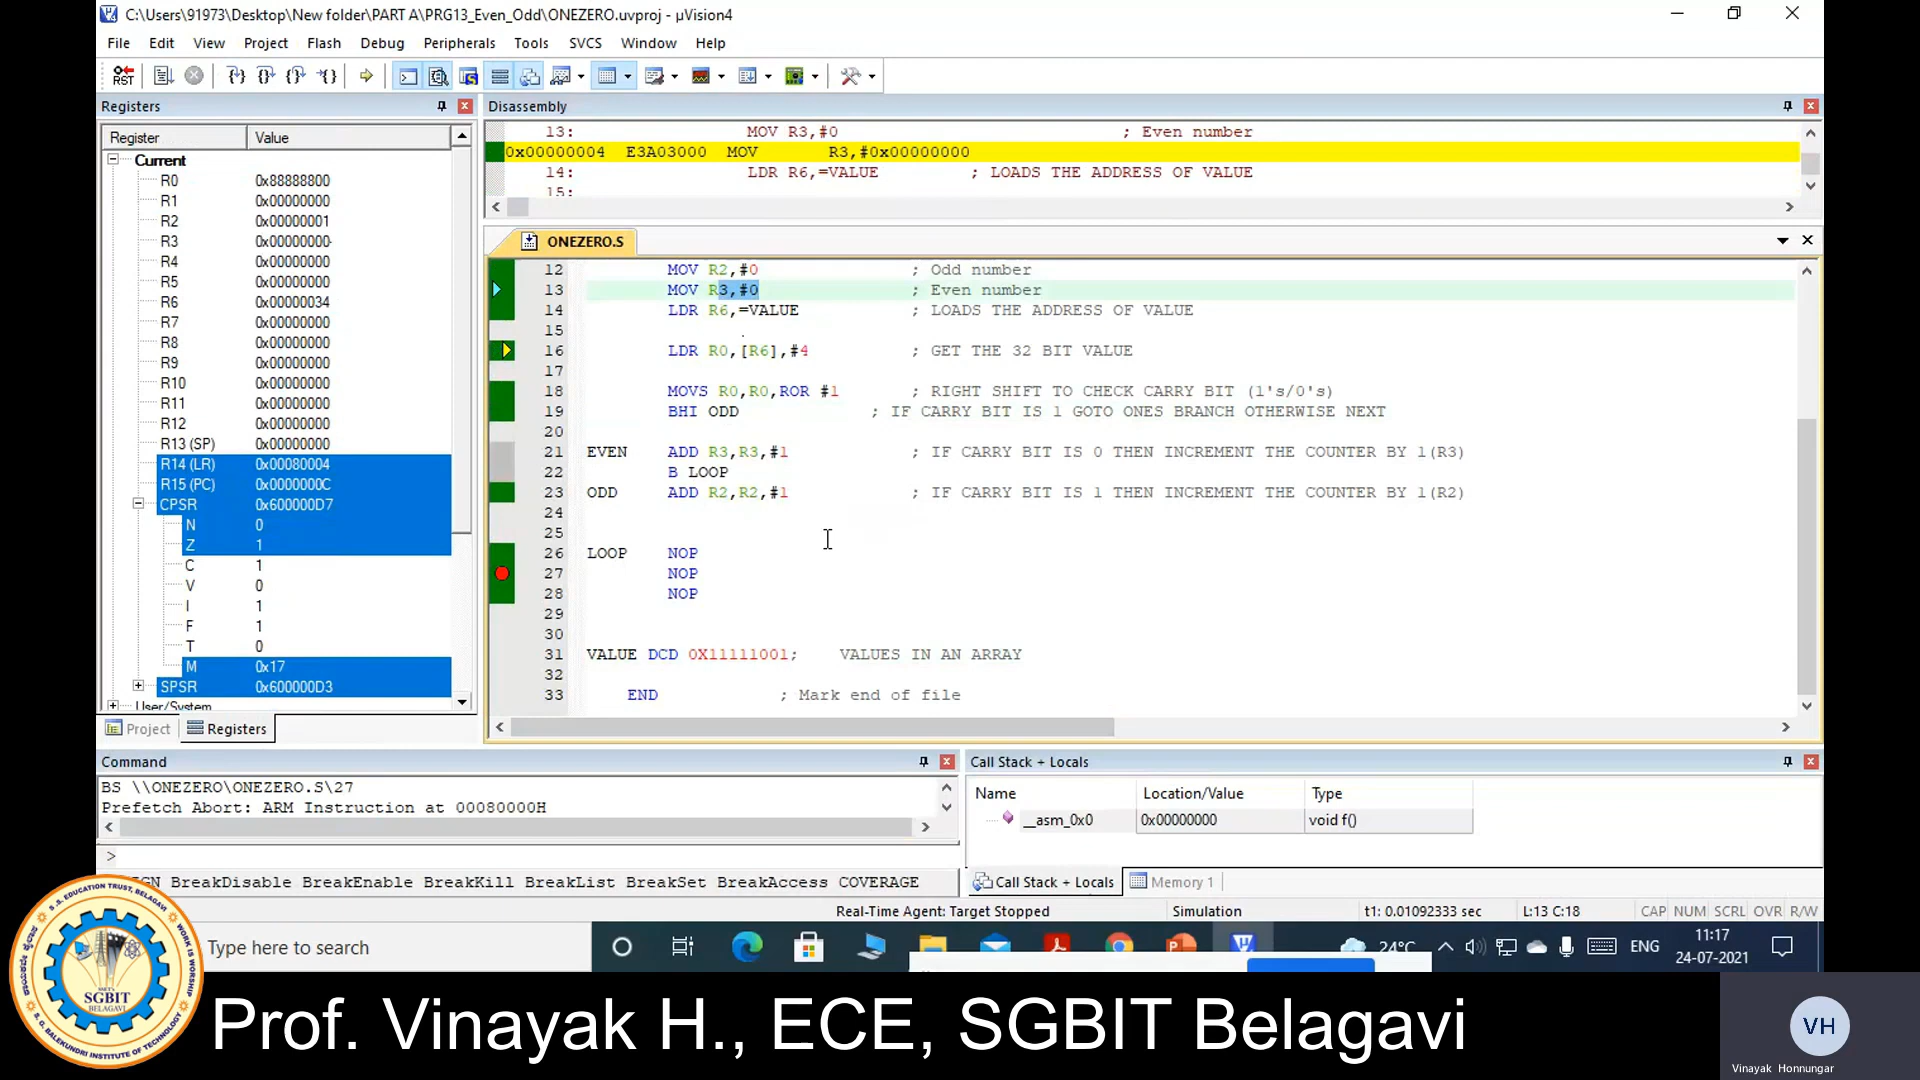 C:\Users\91973\Desktop\New folder\PART A\PRG13_Even_Odd\ONEZERO.uvproj - µVision4
File Edit View Project Flash Debug Peripherals Tools SVCS Window Help
Registers
Register Value
Current
R0 0x88888800
R1 0x00000000
R2 0x00000001
R3 0x00000000
R4 0x00000000
R5 0x00000000
R6 0x00000034
R7 0x00000000
R8 0x00000000
R9 0x00000000
R10 0x00000000
R11 0x00000000
R12 0x00000000
R13 (SP) 0x00000000
R14 (LR) 0x00080004
R15 (PC) 0x0000000C
CPSR 0x600000D7
N 0
Z 1
C 1
V 0
I 1
F 1
T 0
M 0x17
SPSR 0x600000D3
User/System
Project Registers
Disassembly
13: MOV R3,#0 ; Even number
0x00000004 E3A03000 MOV R3,#0x00000000
14: LDR R6,=VALUE ; LOADS THE ADDRESS OF VALUE
15:
ONEZERO.S
12 MOV R2,#0 ; Odd number
13 MOV R3,#0 ; Even number
14 LDR R6,=VALUE ; LOADS THE ADDRESS OF VALUE
15
16 LDR R0,[R6],#4 ; GET THE 32 BIT VALUE
17
18 MOVS R0,R0,ROR #1 ; RIGHT SHIFT TO CHECK CARRY BIT (1's/0's)
19 BHI ODD ; IF CARRY BIT IS 1 GOTO ONES BRANCH OTHERWISE NEXT
20
21 EVEN ADD R3,R3,#1 ; IF CARRY BIT IS 0 THEN INCREMENT THE COUNTER BY 1(R3)
22 B LOOP
23 ODD ADD R2,R2,#1 ; IF CARRY BIT IS 1 THEN INCREMENT THE COUNTER BY 1(R2)
24
25
26 LOOP NOP
27 NOP
28 NOP
29
30
31 VALUE DCD 0X11111001; VALUES IN AN ARRAY
32
33 END ; Mark end of file
Command
BS \\ONEZERO\ONEZERO.S\27
Prefetch Abort: ARM Instruction at 00080000H
>
GN BreakDisable BreakEnable BreakKill BreakList BreakSet BreakAccess COVERAGE
Call Stack + Locals
Name Location/Value Type
__asm_0x0 0x00000000 void f()
Call Stack + Locals Memory 1
Real-Time Agent: Target Stopped Simulation t1: 0.01092333 sec L:13 C:18 CAP NUM SCRL OVR R/W
Type here to search
24°C ENG 11:17
24-07-2021
SGBIT
BELAGAVI
Prof. Vinayak H., ECE, SGBIT Belagavi
VH
Vinayak Honnungar